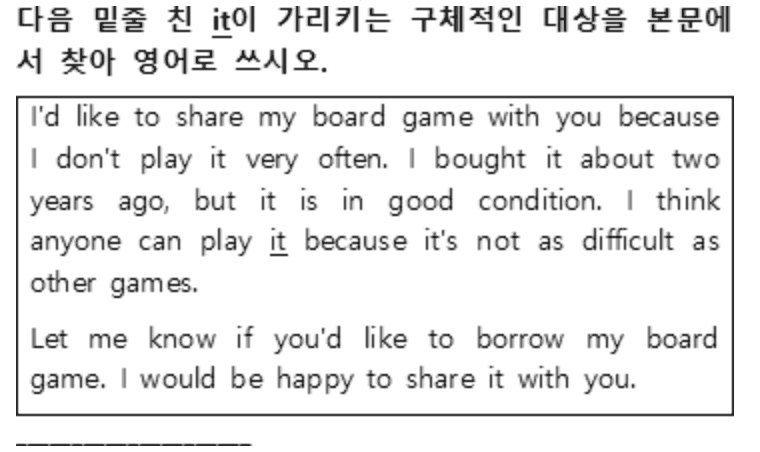 다음 밑줄 친 it이 가리키는 구체적인 대상을 본문에
서 찾아 영어로 쓰시오.
I'd like to share my board game with you because
I don't play it very often. I bought it about two
years ago, but it is in good condition. I think
anyone can play it because it's not as difficult as
other games.
Let me know if you'd like to borrow my board
game. I would be happy to share it with you.